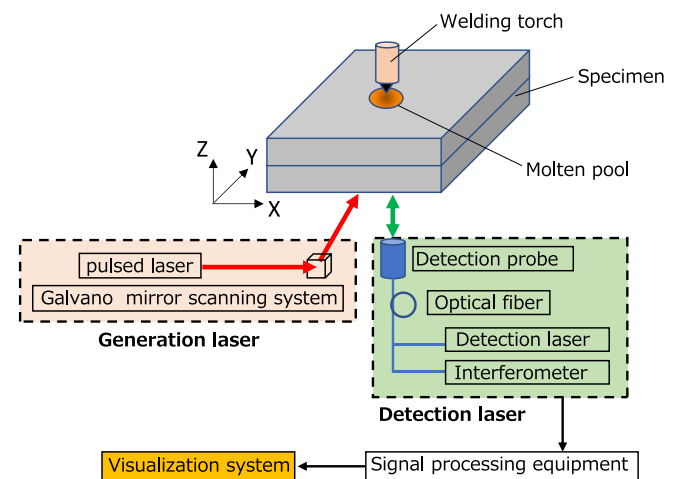 Welding torch
Specimen
Molten pool
Z
Y
X
pulsed laser
Galvano mirror scanning system
Generation laser
Detection probe
Optical fiber
Detection laser
Interferometer
Detection laser
Visualization system
Signal processing equipment